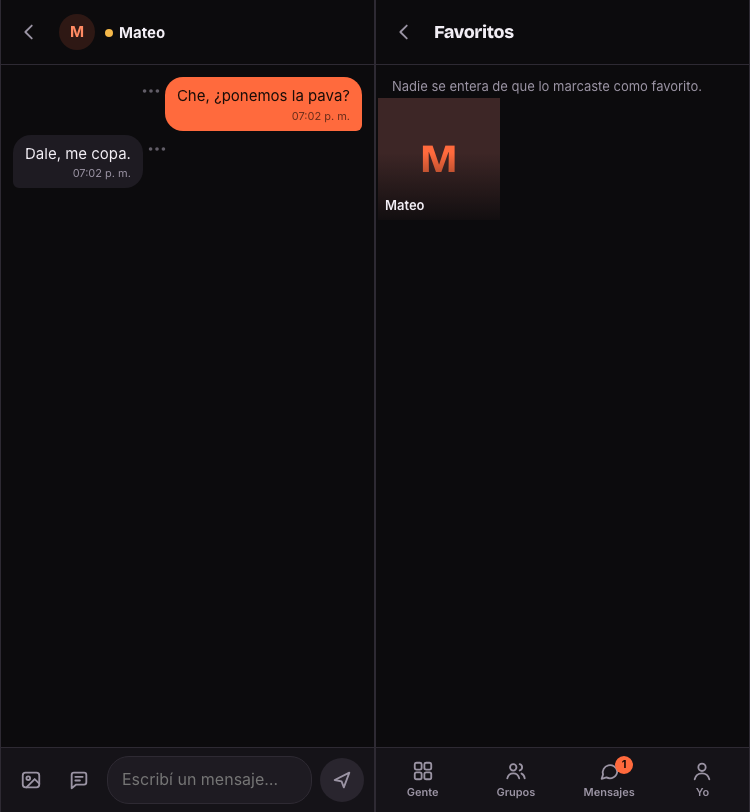 M
Mateo
Che, ¿ponemos la pava?
07:02 p. m.
Dale, me copa.
07:02 p. m.
Escribí un mensaje...
Favoritos
Nadie se entera de que lo marcaste como favorito.
M
Mateo
1
Gente
Grupos
Mensajes
Yo